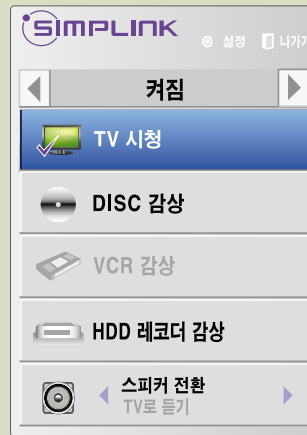 SIMPLINK
설정 나가기
켜짐
TV 시청
DISC 감상
VCR 감상
HDD 레코더 감상
스피커 전환
TV로 듣기